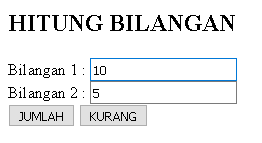 HITUNG BILANGAN
Bilangan 1 : 10
Bilangan 2 : 5
JUMLAH KURANG